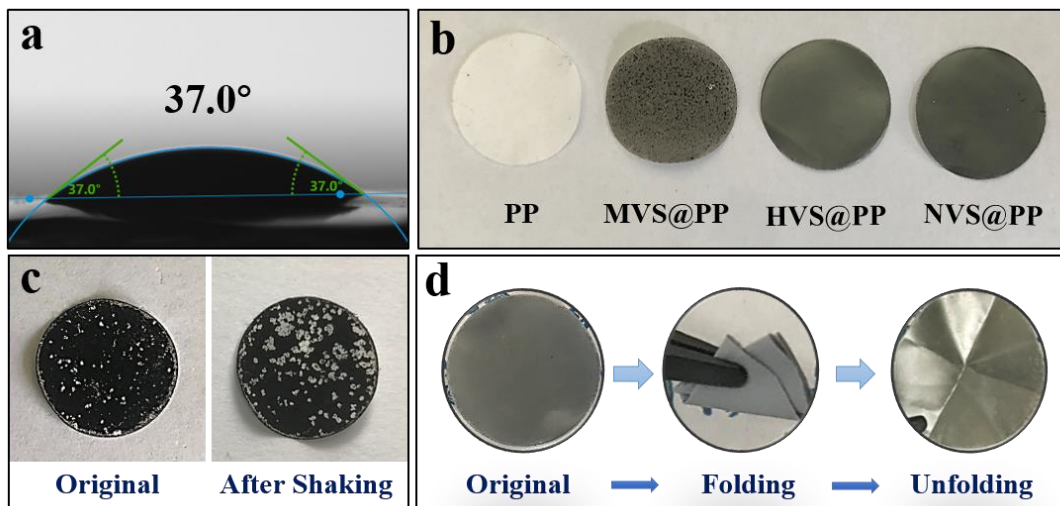 a
37.0°
37.0°
37.0°
b
PP
MVS@PP
HVS@PP
NVS@PP
c
Original
After Shaking
d
Original
Folding
Unfolding